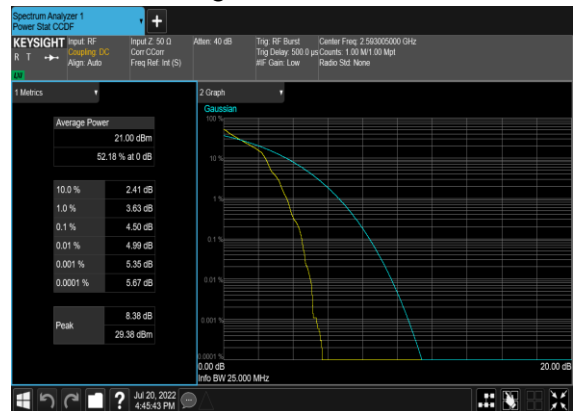 Spectrum Analyzer 1
Power Stat CCDF
+
KEYSIGHT
R T
LW
Input: RF
Coupling: DC
Align: Auto
Input Z: 50 Ω
Corr CCorr
Freq Ref: Int (S)
Atten: 40 dB
Trig: RF Burst
Trig Delay: 500.0 µs
#IF Gain: Low
Center Freq: 2.593005000 GHz
Counts: 1.00 M/1.00 Mpt
Radio Std: None
1 Metrics
Average Power
21.00 dBm
52.18 % at 0 dB
10.0 % 2.41 dB
1.0 % 3.63 dB
0.1 % 4.50 dB
0.01 % 4.99 dB
0.001 % 5.35 dB
0.0001 % 5.67 dB
Peak
8.38 dB
29.38 dBm
2 Graph
Gaussian
100 %
10 %
1 %
0.1 %
0.01 %
0.001 %
0.0001 %
0.00 dB
20.00 dB
Info BW 25.000 MHz
?
Jul 20, 2022
4:45:43 PM